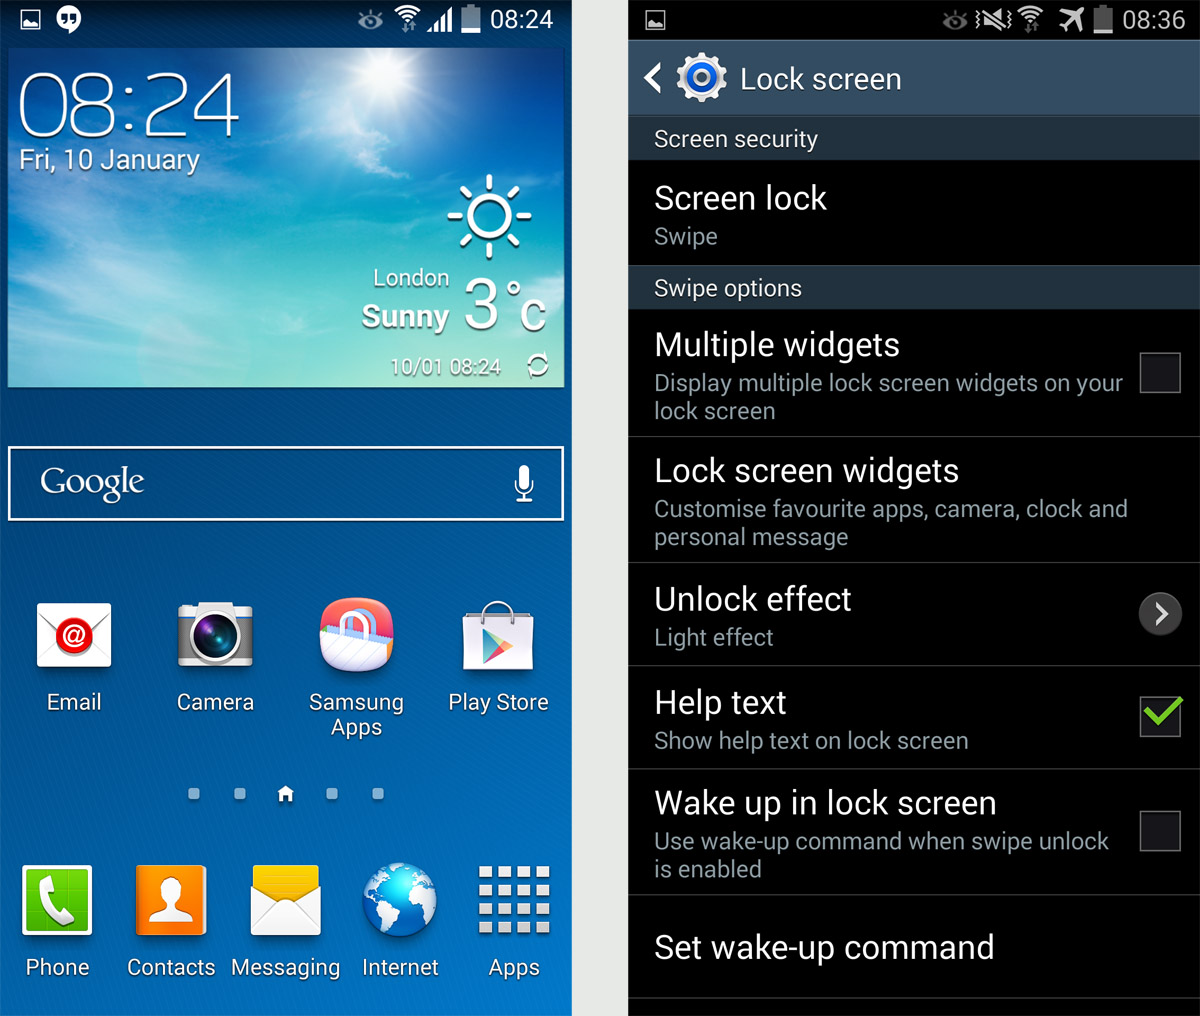 08:24
08:24
Fri, 10 January
London
Sunny 3°c
10/01 08:24
Google
@
Email
Camera
Samsung
Apps
Play Store
Phone
Contacts
Messaging
Internet
Apps
08:36
Lock screen
Screen security
Screen lock
Swipe
Swipe options
Multiple widgets
Display multiple lock screen widgets on your
lock screen
Lock screen widgets
Customise favourite apps, camera, clock and
personal message
Unlock effect
Light effect
Help text
Show help text on lock screen
Wake up in lock screen
Use wake-up command when swipe unlock
is enabled
Set wake-up command